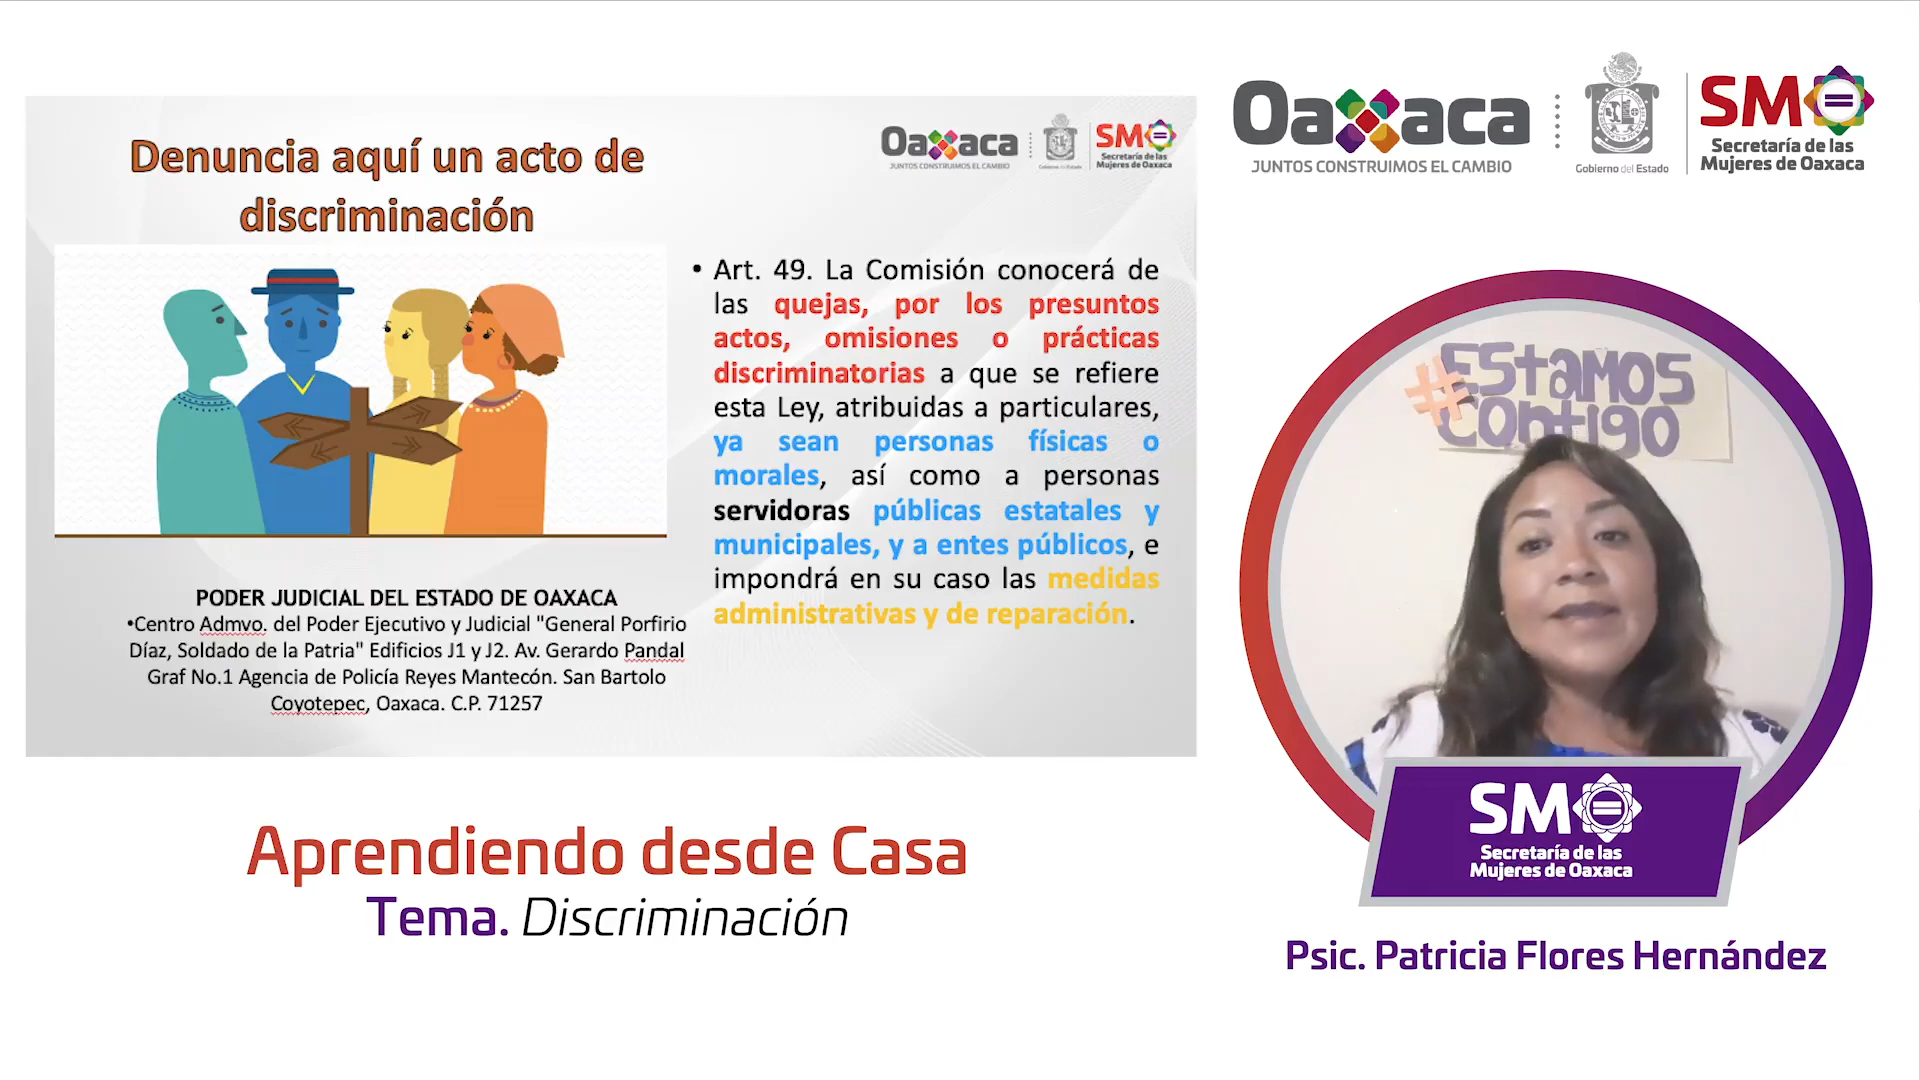 Denuncia aquí un acto de
discriminación
Oaxaca
JUNTOS CONSTRUIMOS EL CAMBIO
Gobierno del Estado
SM
Secretaría de las
Mujeres de Oaxaca
• Art. 49. La Comisión conocerá de
las quejas, por los presuntos
actos, omisiones o prácticas
discriminatorias a que se refiere
esta Ley, atribuidas a particulares,
ya sean personas físicas o
morales, así como a personas
servidoras públicas estatales y
municipales, y a entes públicos, e
impondrá en su caso las medidas
administrativas y de reparación.
PODER JUDICIAL DEL ESTADO DE OAXACA
•Centro Admvo. del Poder Ejecutivo y Judicial "General Porfirio
Díaz, Soldado de la Patria" Edificios J1 y J2. Av. Gerardo Pandal
Graf No.1 Agencia de Policía Reyes Mantecón. San Bartolo
Coyotepec, Oaxaca. C.P. 71257
Aprendiendo desde Casa
Tema. Discriminación
Oaxaca
JUNTOS CONSTRUIMOS EL CAMBIO
Gobierno del Estado
SM
Secretaría de las
Mujeres de Oaxaca
#EStaMOS
CONtIgO
SM
Secretaría de las
Mujeres de Oaxaca
Psic. Patricia Flores Hernández